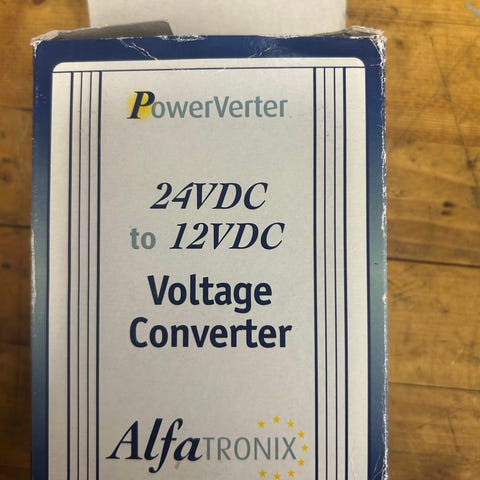 PowerVerter
24VDC
to 12VDC
Voltage
Converter
AlfaTRONIX